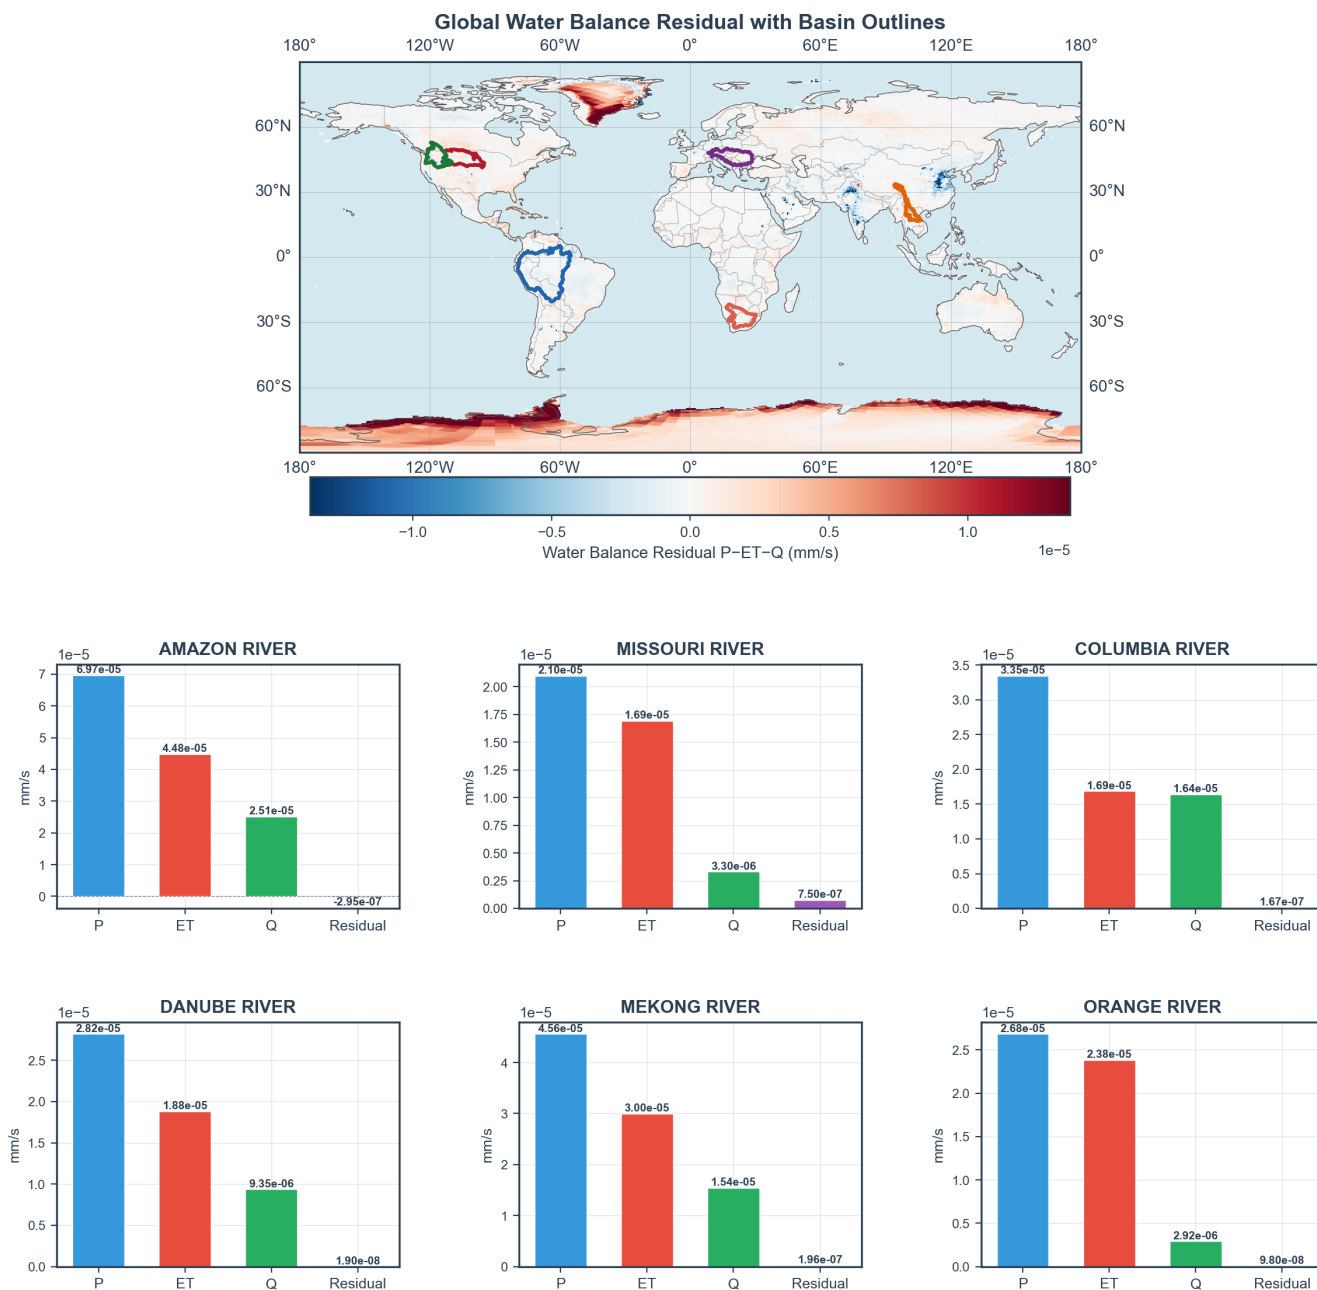 Global Water Balance Residual with Basin Outlines
180° 120°W 60°W 0° 60°E 120°E 180°
60°N 60°N
30°N 30°N
0° 0°
30°S 30°S
60°S 60°S
180° 120°W 60°W 0° 60°E 120°E 180°
−1.0 −0.5 0.0 0.5 1.0
Water Balance Residual P−ET−Q (mm/s)
1e−5
AMAZON RIVER
1e−5
mm/s
7
6
5
4
3
2
1
0
6.97e-05
4.48e-05
2.51e-05
-2.95e-07
P ET Q Residual
MISSOURI RIVER
1e−5
mm/s
2.00
1.75
1.50
1.25
1.00
0.75
0.50
0.25
0.00
2.10e-05
1.69e-05
3.30e-06
7.50e-07
P ET Q Residual
COLUMBIA RIVER
1e−5
mm/s
3.5
3.0
2.5
2.0
1.5
1.0
0.5
0.0
3.35e-05
1.69e-05
1.64e-05
1.67e-07
P ET Q Residual
DANUBE RIVER
1e−5
mm/s
2.5
2.0
1.5
1.0
0.5
0.0
2.82e-05
1.88e-05
9.35e-06
1.90e-08
P ET Q Residual
MEKONG RIVER
1e−5
mm/s
4
3
2
1
0
4.56e-05
3.00e-05
1.54e-05
1.96e-07
P ET Q Residual
ORANGE RIVER
1e−5
mm/s
2.5
2.0
1.5
1.0
0.5
0.0
2.68e-05
2.38e-05
2.92e-06
9.80e-08
P ET Q Residual